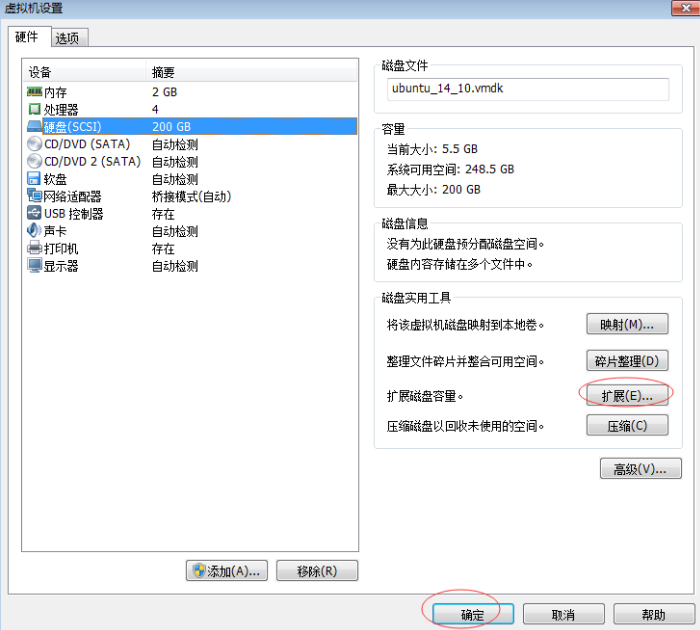 虚拟机设置
硬件 选项
设备 摘要
内存 2 GB
处理器 4
硬盘(SCSI) 200 GB
CD/DVD (SATA) 自动检测
CD/DVD 2 (SATA) 自动检测
软盘 自动检测
网络适配器 桥接模式(自动)
USB 控制器 存在
声卡 自动检测
打印机 存在
显示器 自动检测
添加(A)... 移除(R)
磁盘文件
ubuntu_14_10.vmdk
容量
当前大小: 5.5 GB
系统可用空间: 248.5 GB
最大大小: 200 GB
磁盘信息
没有为此硬盘预分配磁盘空间。
硬盘内容存储在多个文件中。
磁盘实用工具
将该虚拟机磁盘映射到本地卷。 映射(M)...
整理文件碎片并整合可用空间。 碎片整理(D)
扩展磁盘容量。 扩展(E)...
压缩磁盘以回收未使用的空间。 压缩(C)
高级(V)...
确定 取消 帮助